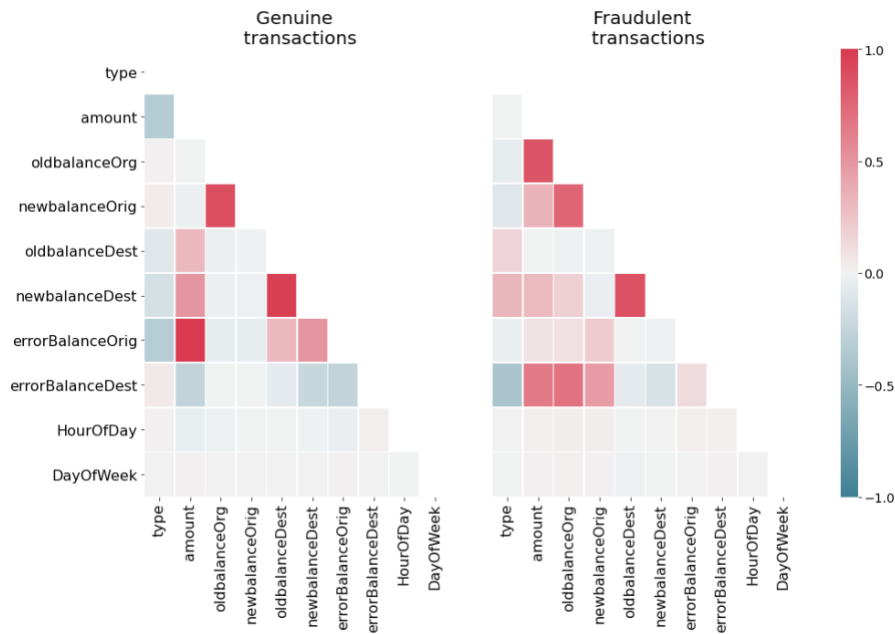 Genuine
transactions
Fraudulent
transactions
type
amount
oldbalanceOrg
newbalanceOrig
oldbalanceDest
newbalanceDest
errorBalanceOrig
errorBalanceDest
HourOfDay
DayOfWeek
type
amount
oldbalanceOrg
newbalanceOrig
oldbalanceDest
newbalanceDest
errorBalanceOrig
errorBalanceDest
HourOfDay
DayOfWeek
type
amount
oldbalanceOrg
newbalanceOrig
oldbalanceDest
newbalanceDest
errorBalanceOrig
errorBalanceDest
HourOfDay
DayOfWeek
1.0
0.5
0.0
−0.5
−1.0